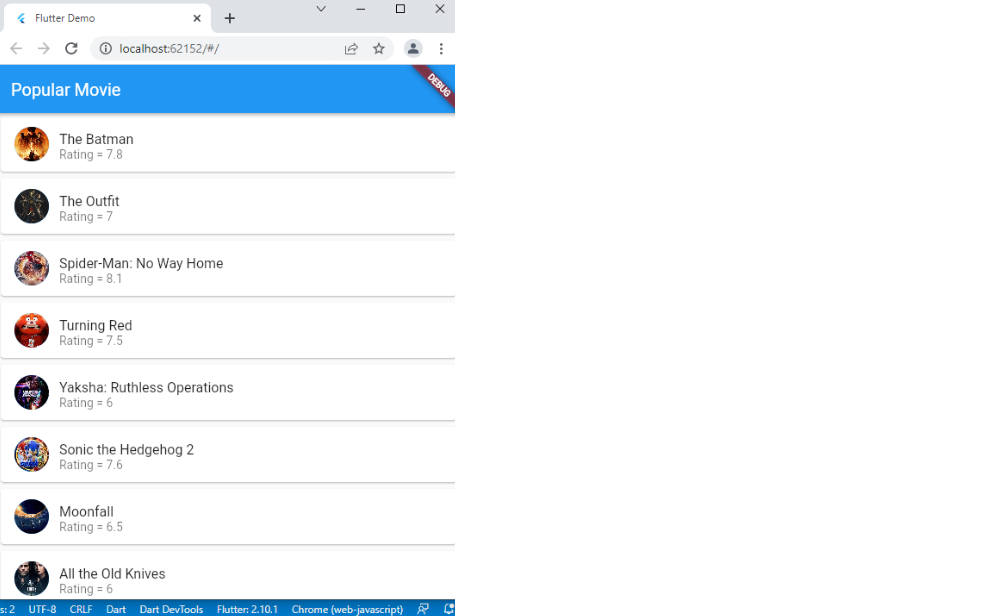 Flutter Demo
localhost:62152/#/
Popular Movie
DEBUG
The Batman
Rating = 7.8
The Outfit
Rating = 7
Spider-Man: No Way Home
Rating = 8.1
Turning Red
Rating = 7.5
Yaksha: Ruthless Operations
Rating = 6
Sonic the Hedgehog 2
Rating = 7.6
Moonfall
Rating = 6.5
All the Old Knives
Rating = 6
s: 2 UTF-8 CRLF Dart Dart DevTools Flutter: 2.10.1 Chrome (web-javascript)